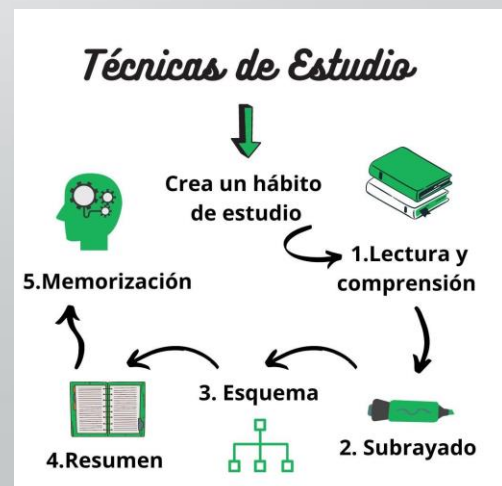 Técnicas de Estudio
Crea un hábito
de estudio
1.Lectura y
comprensión
2. Subrayado
3. Esquema
4.Resumen
5.Memorización